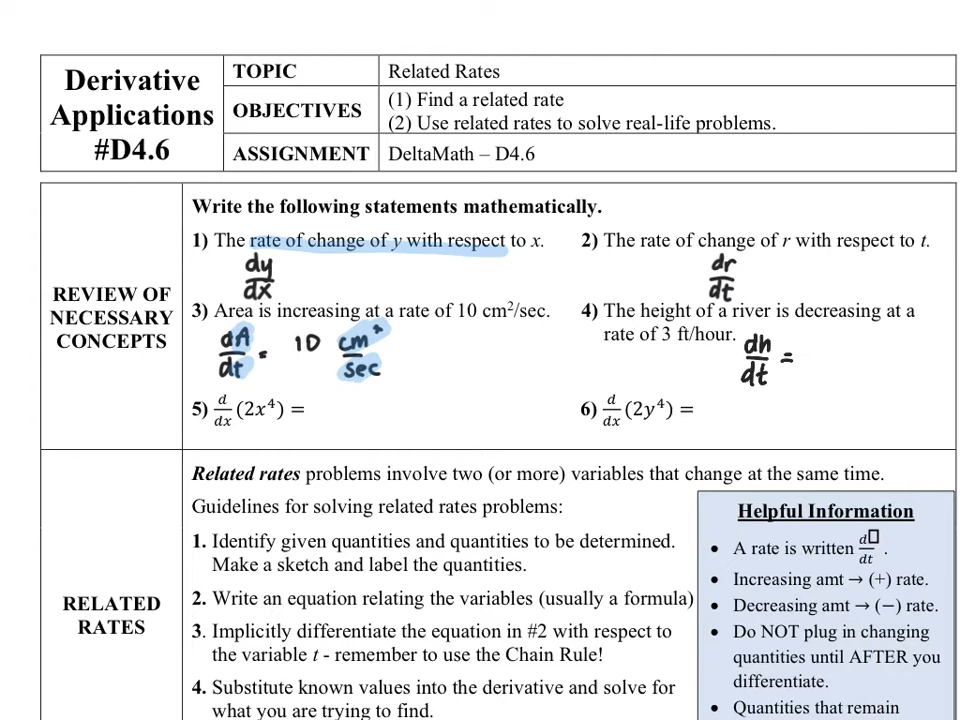 Derivative Applications #D4.6
TOPIC
Related Rates
OBJECTIVES
(1) Find a related rate
(2) Use related rates to solve real-life problems.
ASSIGNMENT
DeltaMath – D4.6
REVIEW OF NECESSARY CONCEPTS
Write the following statements mathematically.
1) The rate of change of y with respect to x.
dy/dx
2) The rate of change of r with respect to t.
dr/dt
3) Area is increasing at a rate of 10 cm²/sec.
dA/dt = 10 cm²/sec
4) The height of a river is decreasing at a
rate of 3 ft/hour.
dh/dt =
5) d/dx (2x⁴) =
6) d/dx (2y⁴) =
RELATED RATES
Related rates problems involve two (or more) variables that change at the same time.
Guidelines for solving related rates problems:
1. Identify given quantities and quantities to be determined.
Make a sketch and label the quantities.
2. Write an equation relating the variables (usually a formula)
3. Implicitly differentiate the equation in #2 with respect to
the variable t - remember to use the Chain Rule!
4. Substitute known values into the derivative and solve for
what you are trying to find.
Helpful Information
• A rate is written d□/dt .
• Increasing amt → (+) rate.
• Decreasing amt → (−) rate.
• Do NOT plug in changing
quantities until AFTER you
differentiate.
• Quantities that remain